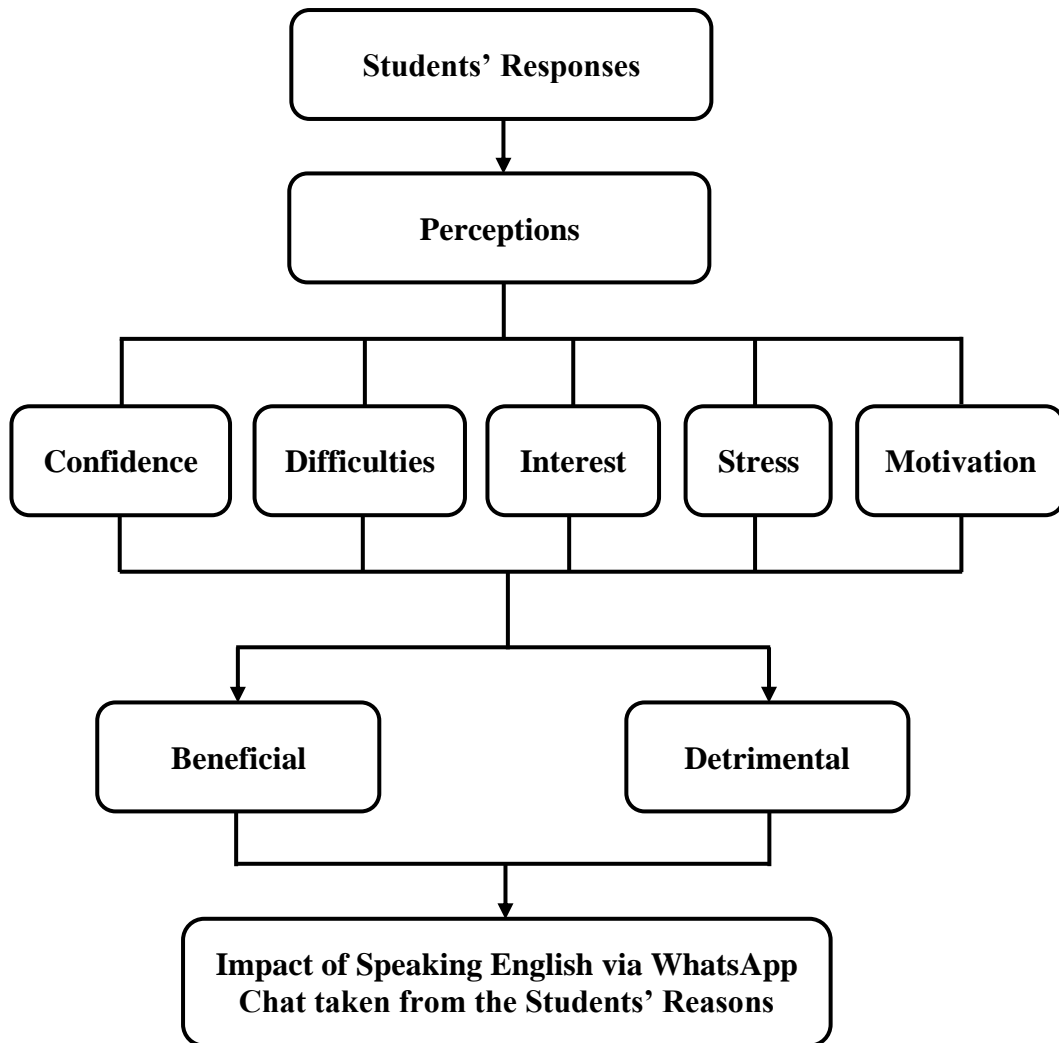 Students’ Responses
Perceptions
Confidence
Difficulties
Interest
Stress
Motivation
Beneficial
Detrimental
Impact of Speaking English via WhatsApp
Chat taken from the Students’ Reasons